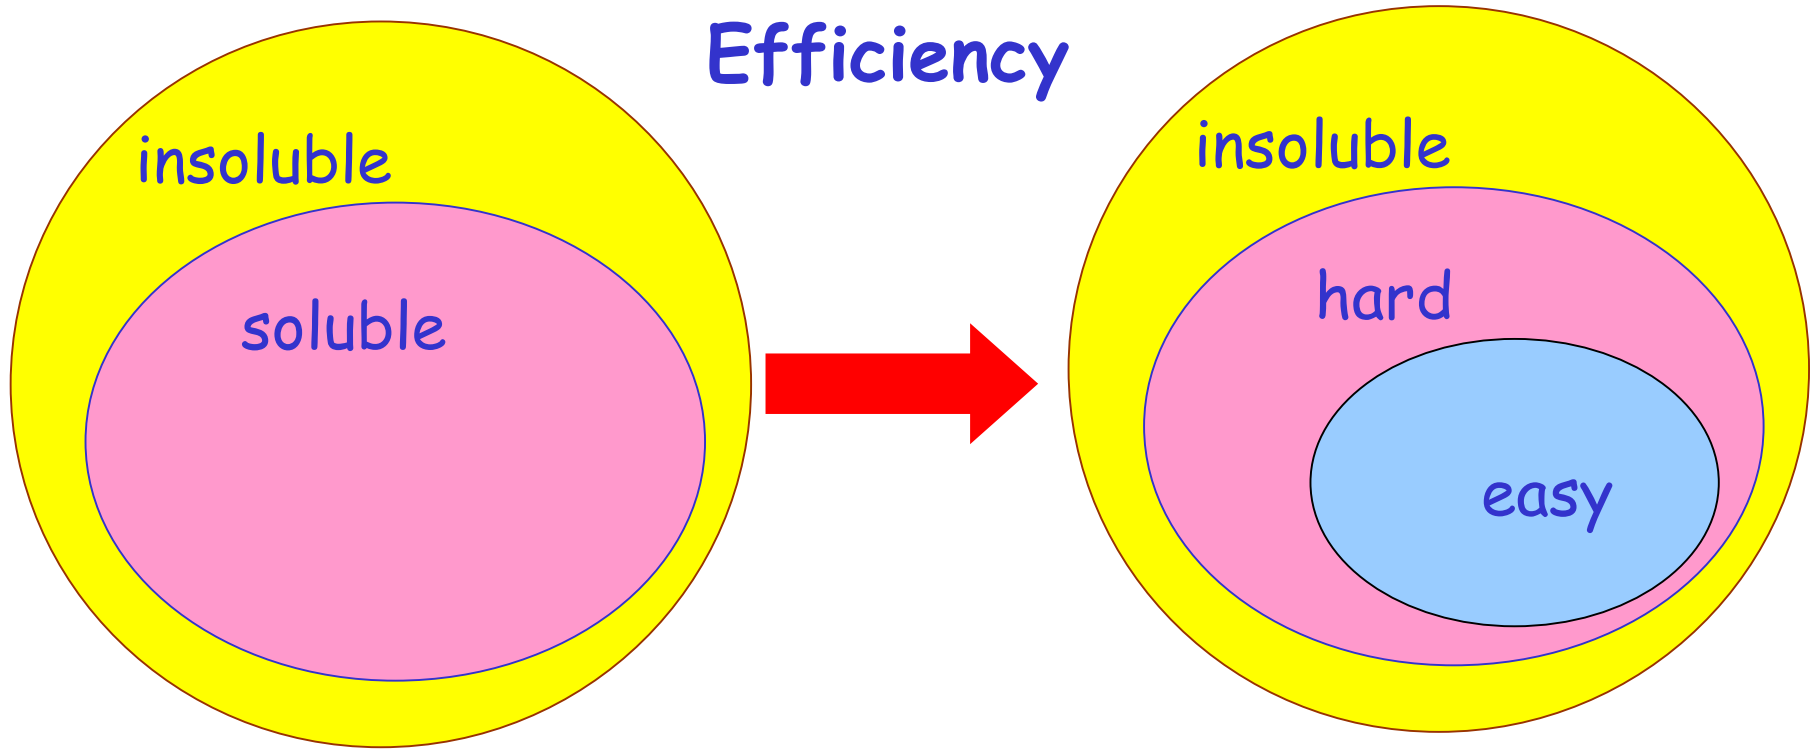 Efficiency
insoluble
soluble
insoluble
hard
easy